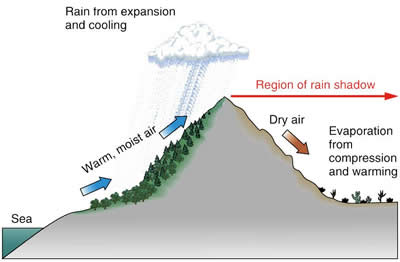 Rain from expansion
and cooling
Region of rain shadow
Warm, moist air
Dry air
Evaporation
from
compression
and warming
Sea